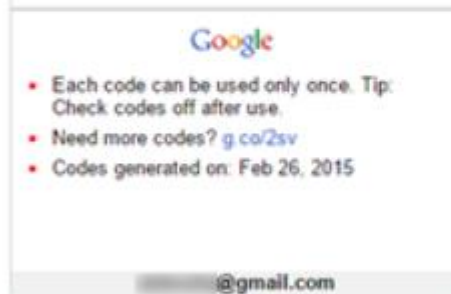 Google
Each code can be used only once. Tip:
Check codes off after use.
Need more codes? g.co/2sv
Codes generated on: Feb 26, 2015
@gmail.com